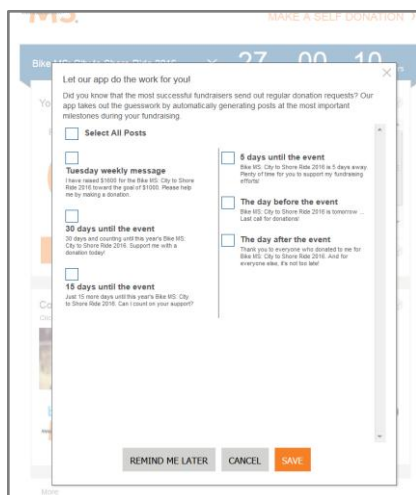 MS.
MAKE A SELF DONATION
Bike MS: City to Shore Ride 2016
27 00 10
Let our app do the work for you!
Did you know that the most successful fundraisers send out regular donation requests? Our
app takes out the guesswork by automatically generating posts at the most important
milestones during your fundraising.
Select All Posts
Tuesday weekly message
I have raised $1600 for the Bike MS: City to Shore
Ride 2016 toward the goal of $1000. Please help
me by making a donation.
30 days until the event
30 days and counting until this year's Bike MS:
City to Shore Ride 2016. Support me with a
donation today!
15 days until the event
Just 15 more days until this year's Bike MS: City
to Shore Ride 2016. Can I count on your support?
5 days until the event
Bike MS: City to Shore Ride 2016 is 5 days away.
Plenty of time for you to support my fundraising
efforts!
The day before the event
Bike MS: City to Shore Ride 2016 is tomorrow ...
Last call for donations!
The day after the event
Thank you to everyone who donated to me for
Bike MS: City to Shore Ride 2016. And for
everyone else, it's not too late!
REMIND ME LATER
CANCEL
SAVE
More